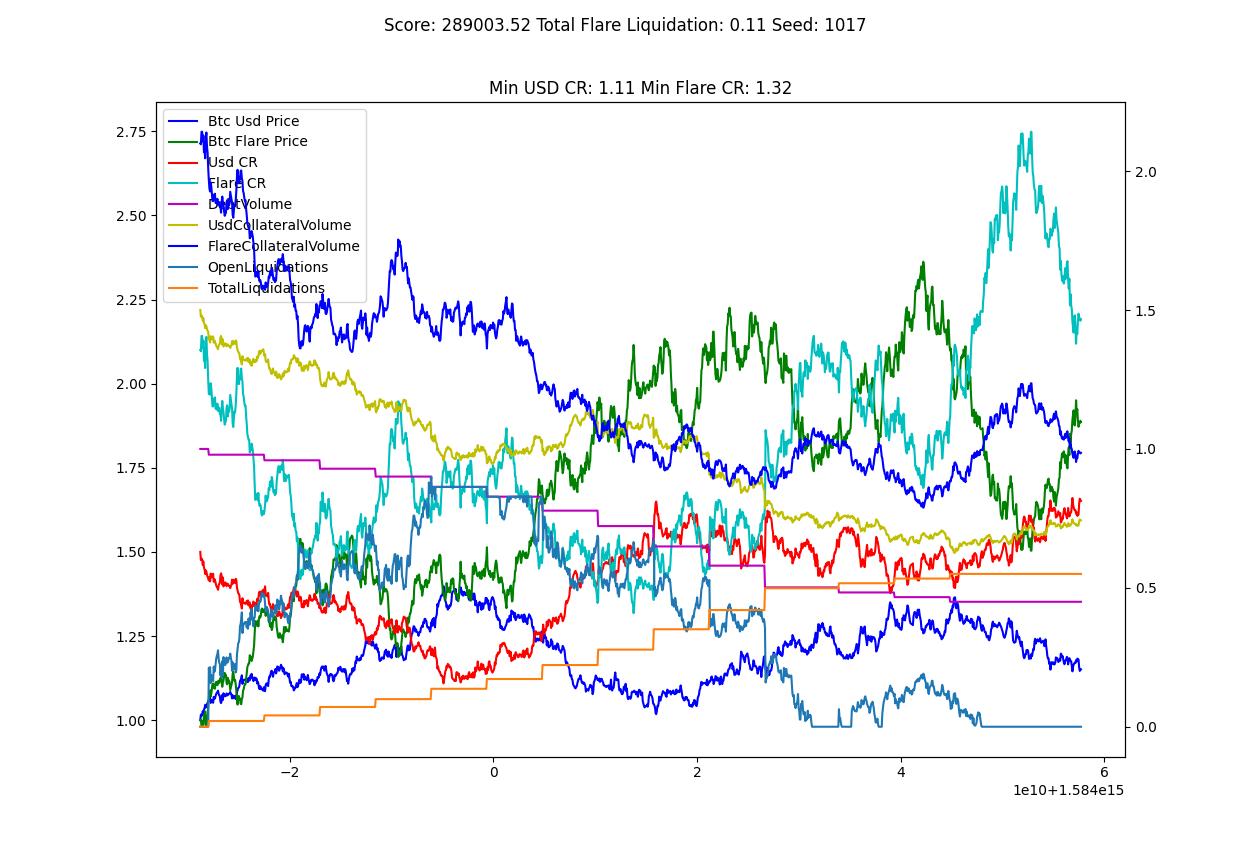 Score: 289003.52 Total Flare Liquidation: 0.11 Seed: 1017
Min USD CR: 1.11 Min Flare CR: 1.32
Btc Usd Price
Btc Flare Price
Usd CR
Flare CR
DebtVolume
UsdCollateralVolume
FlareCollateralVolume
OpenLiquidations
TotalLiquidations
2.75
2.50
2.25
2.00
1.75
1.50
1.25
1.00
2.0
1.5
1.0
0.5
0.0
−2
0
2
4
6
1e10+1.584e15